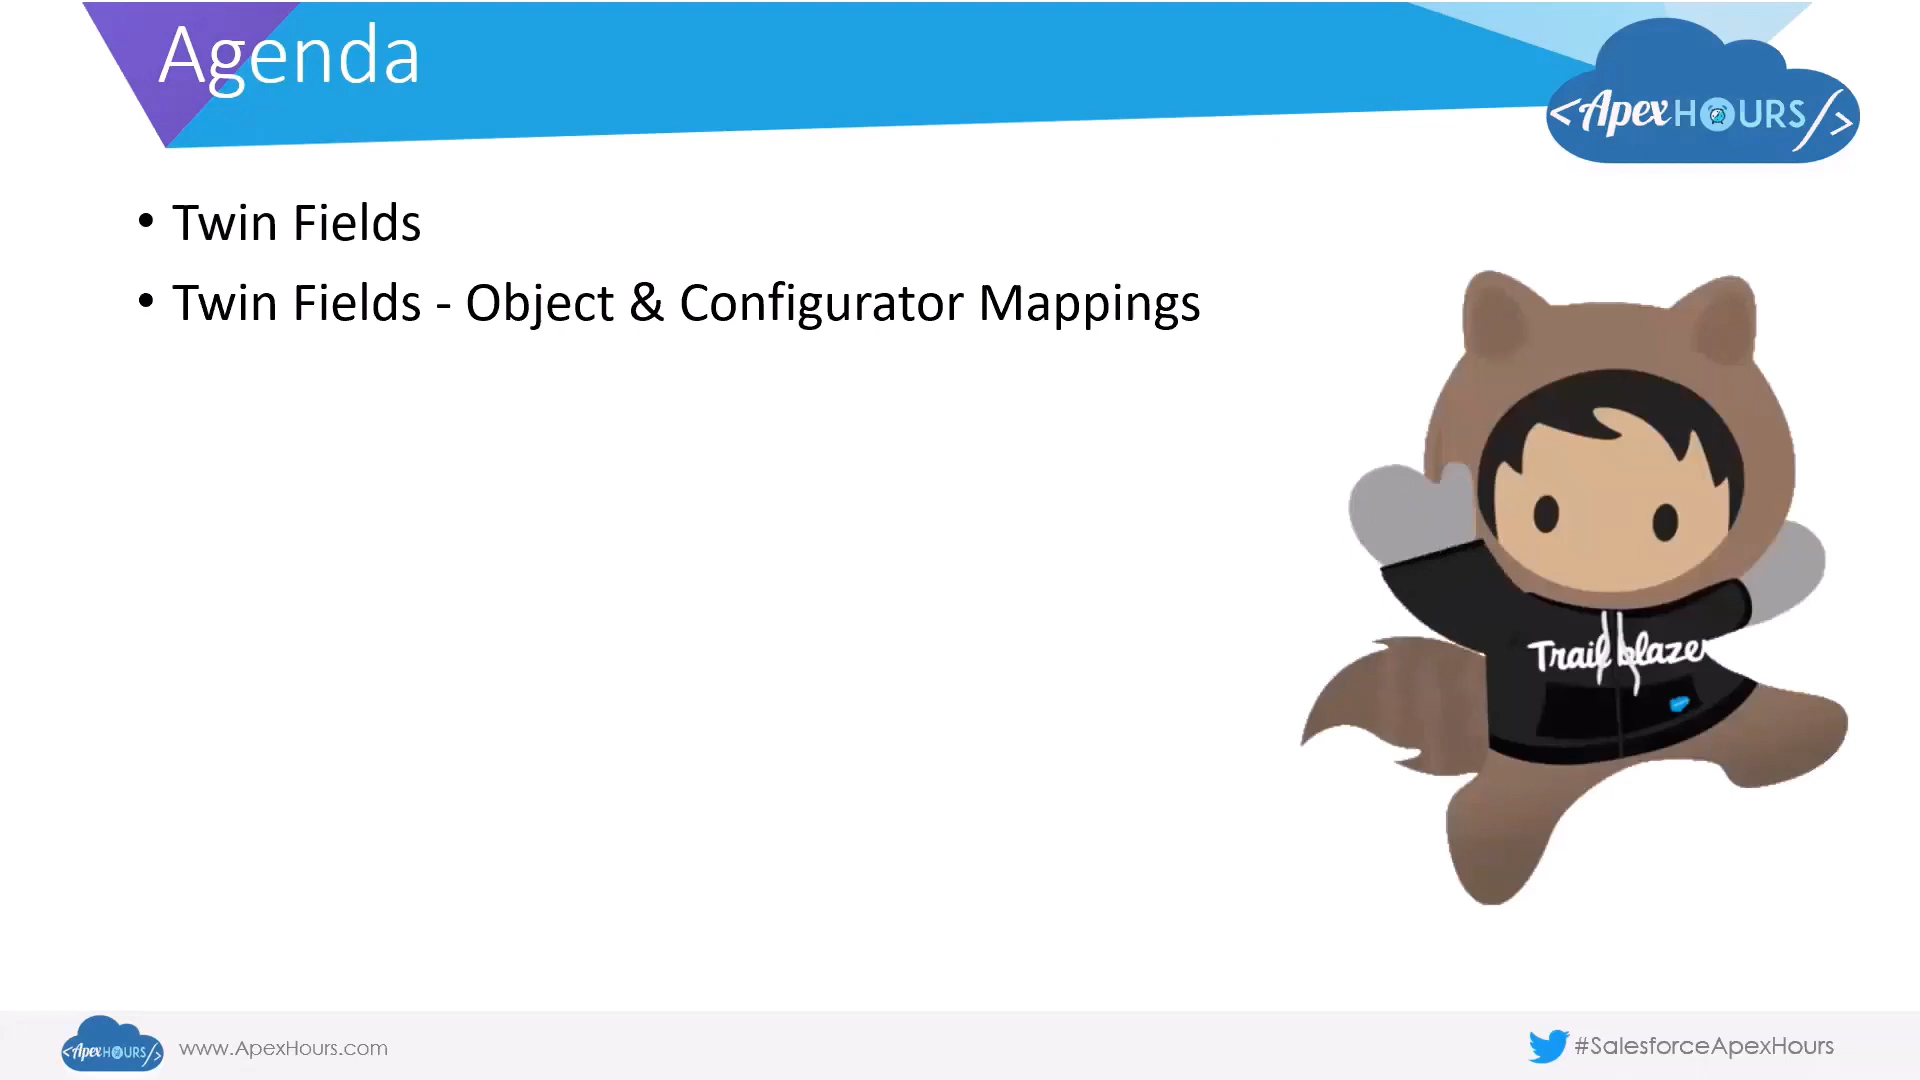 Agenda
<ApexHOURS/>
• Twin Fields
• Twin Fields - Object & Configurator Mappings
Trailblazer
<ApexHOURS/>
www.ApexHours.com
#SalesforceApexHours